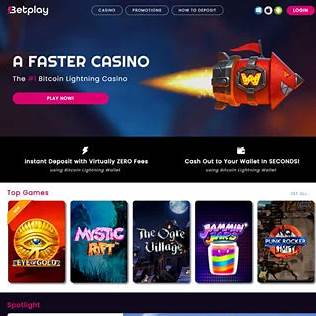 Betplay
CASINO
PROMOTIONS
HOW TO DEPOSIT
LOGIN
A FASTER CASINO
The #1 Bitcoin Lightning Casino
PLAY NOW!
Instant Deposit with Virtually ZERO Fees
using Bitcoin Lightning Wallet
Cash Out to Your Wallet In SECONDS!
using Bitcoin Lightning Wallet
Top Games
SEE ALL
EYE OF GOLD
MYSTIC RIFT
The Ogre Village
JAMMIN' JARS
PUNK ROCKER
Spotlight